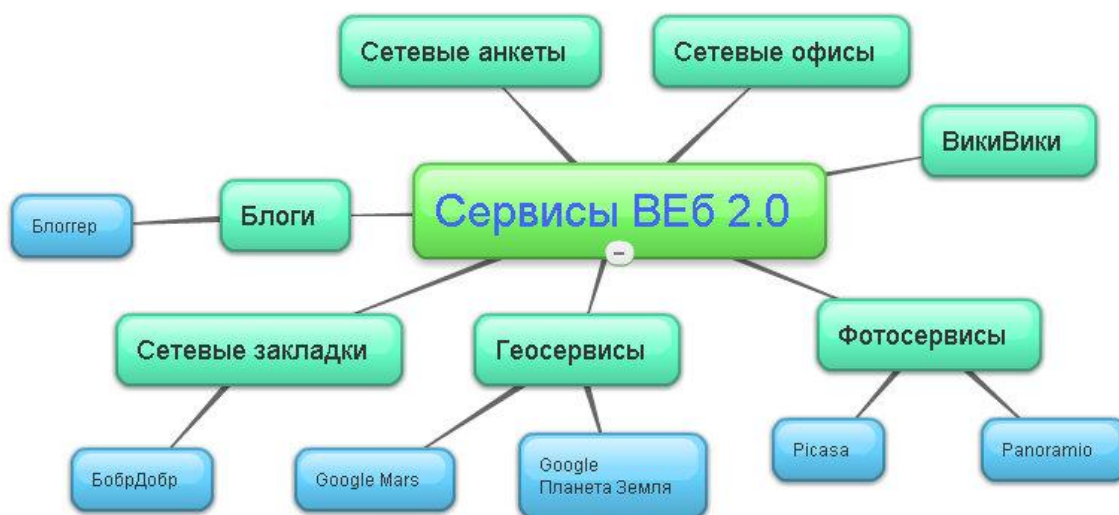 Сетевые анкеты
Сетевые офисы
ВикиВики
Сервисы ВЕб 2.0
Блоги
Блоггер
Сетевые закладки
Геосервисы
Фотосервисы
БобрДобр
Google Mars
Google
Планета Земля
Picasa
Panoramio